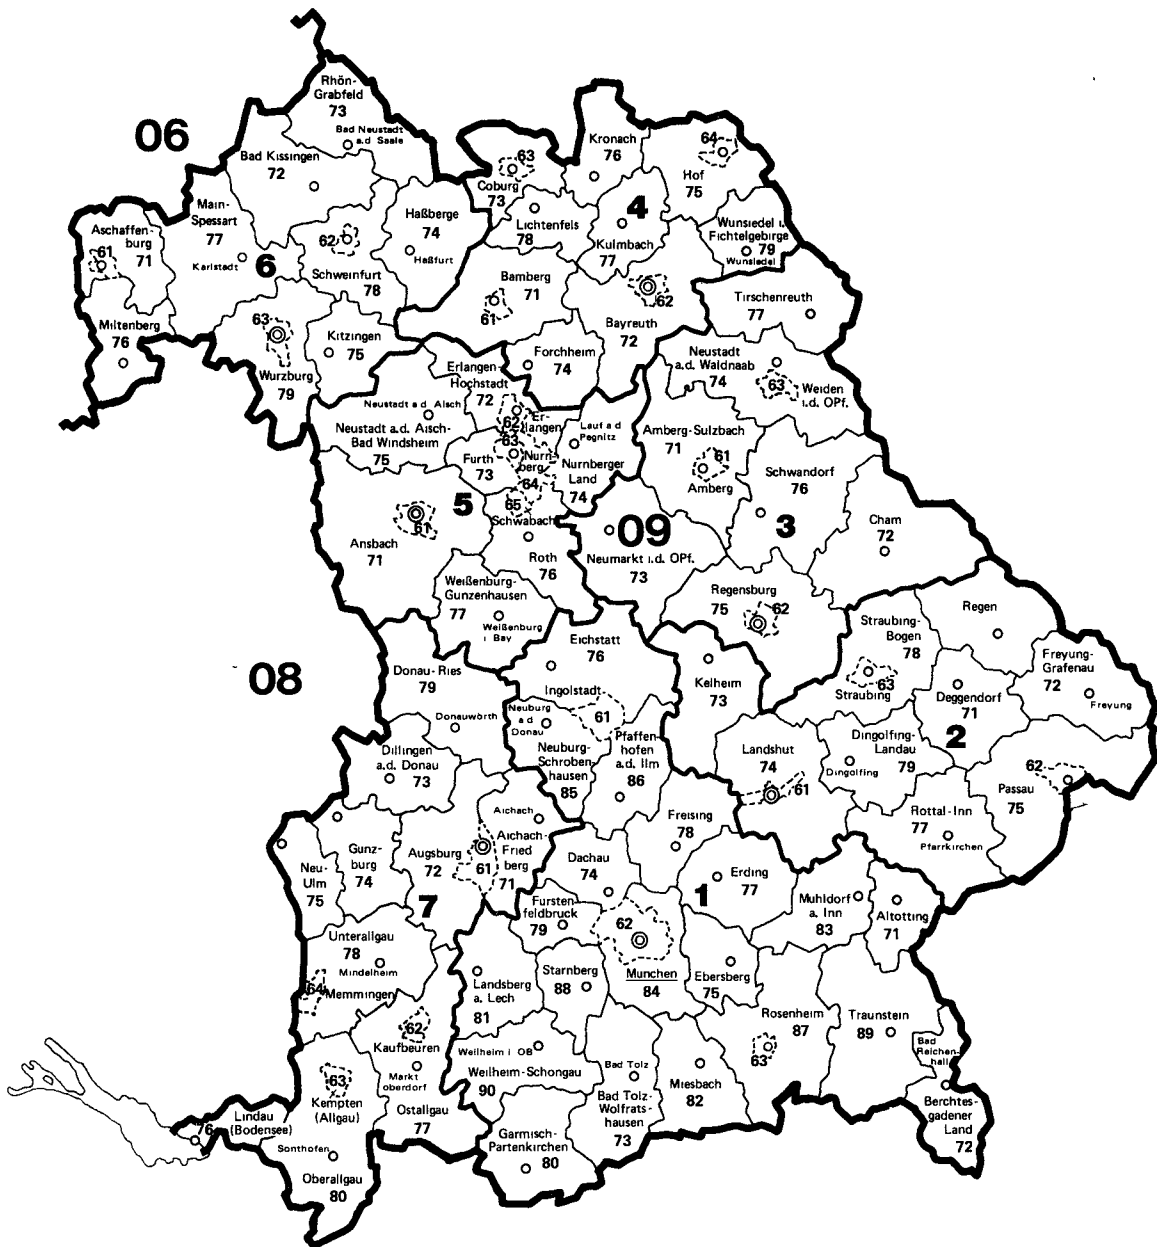 Rhön-
Grabfeld
73
Bad Neustadt
a.d. Saale
06
Bad Kissingen
72
Kronach
76
64
Hof
75
63
Coburg
73
Main-
Spessart
77
Karlstadt
Haßberge
74
Haßfurt
4
Lichtenfels
78
Kulmbach
77
Wunsiedel i.
Fichtelgebirge
79
Wunsiedel
Aschaffen-
burg
61
71
62
Schweinfurt
78
6
Bamberg
71
61
62
Bayreuth
72
Tirschenreuth
77
Miltenberg
76
63
Wurzburg
79
Kitzingen
75
Forchheim
74
Neustadt
a.d. Waldnaab
74
63
Weiden
i.d. OPf.
Erlangen-
Hochstadt
72
62
Er-
langen
Neustadt a d Aisch
Neustadt a.d. Aisch-
Bad Windsheim
75
63
Furth
73
Nurn-
berg
64
Lauf a d
Pegnitz
Nurnberger
Land
74
Amberg-Sulzbach
71
61
Amberg
Schwandorf
76
5
65
Schwabach
61
Ansbach
71
Roth
76
09
Neumarkt i.d. OPf.
73
3
Cham
72
Weißenburg-
Gunzenhausen
77
Weißenburg
i Bay
Regensburg
75
62
Regen
Straubing-
Bogen
78
63
Straubing
Freyung-
Grafenau
72
Freyung
08
Donau-Ries
79
Donauwörth
Eichstatt
76
Ingolstadt
61
Kelheim
73
Deggendorf
71
2
Neuburg
a d
Donau
Neuburg-
Schroben
hausen
85
Pfaffen-
hofen
a.d. Ilm
86
Landshut
74
61
Dingolfing-
Landau
79
Dingolfing
62
Passau
75
Dillingen
a.d. Donau
73
Rottal-Inn
77
Pfarrkirchen
Aichach
Aichach-
Fried
berg
71
Freising
78
Neu-
Ulm
75
Gunz-
burg
74
Augsburg
72
61
7
Dachau
74
1
Erding
77
Muhldorf
a. Inn
83
Altotting
71
Fursten
feldbruck
79
62
Munchen
84
Unterallgau
78
Mindelheim
64
Memmingen
Landsberg
a. Lech
81
Starnberg
88
Ebersberg
75
Rosenheim
87
63
Traunstein
89
62
Kaufbeuren
Markt
oberdorf
Ostallgau
77
Weilheim i OB
Weilheim-Schongau
90
Bad Tolz
Bad Tolz-
Wolfrats-
hausen
73
Miesbach
82
Bad
Reichen-
hall
Berchtes-
gadener
Land
72
63
Kempten
(Allgau)
76
Lindau
(Bodensee)
Sonthofen
Oberallgau
80
Garmisch-
Partenkirchen
80